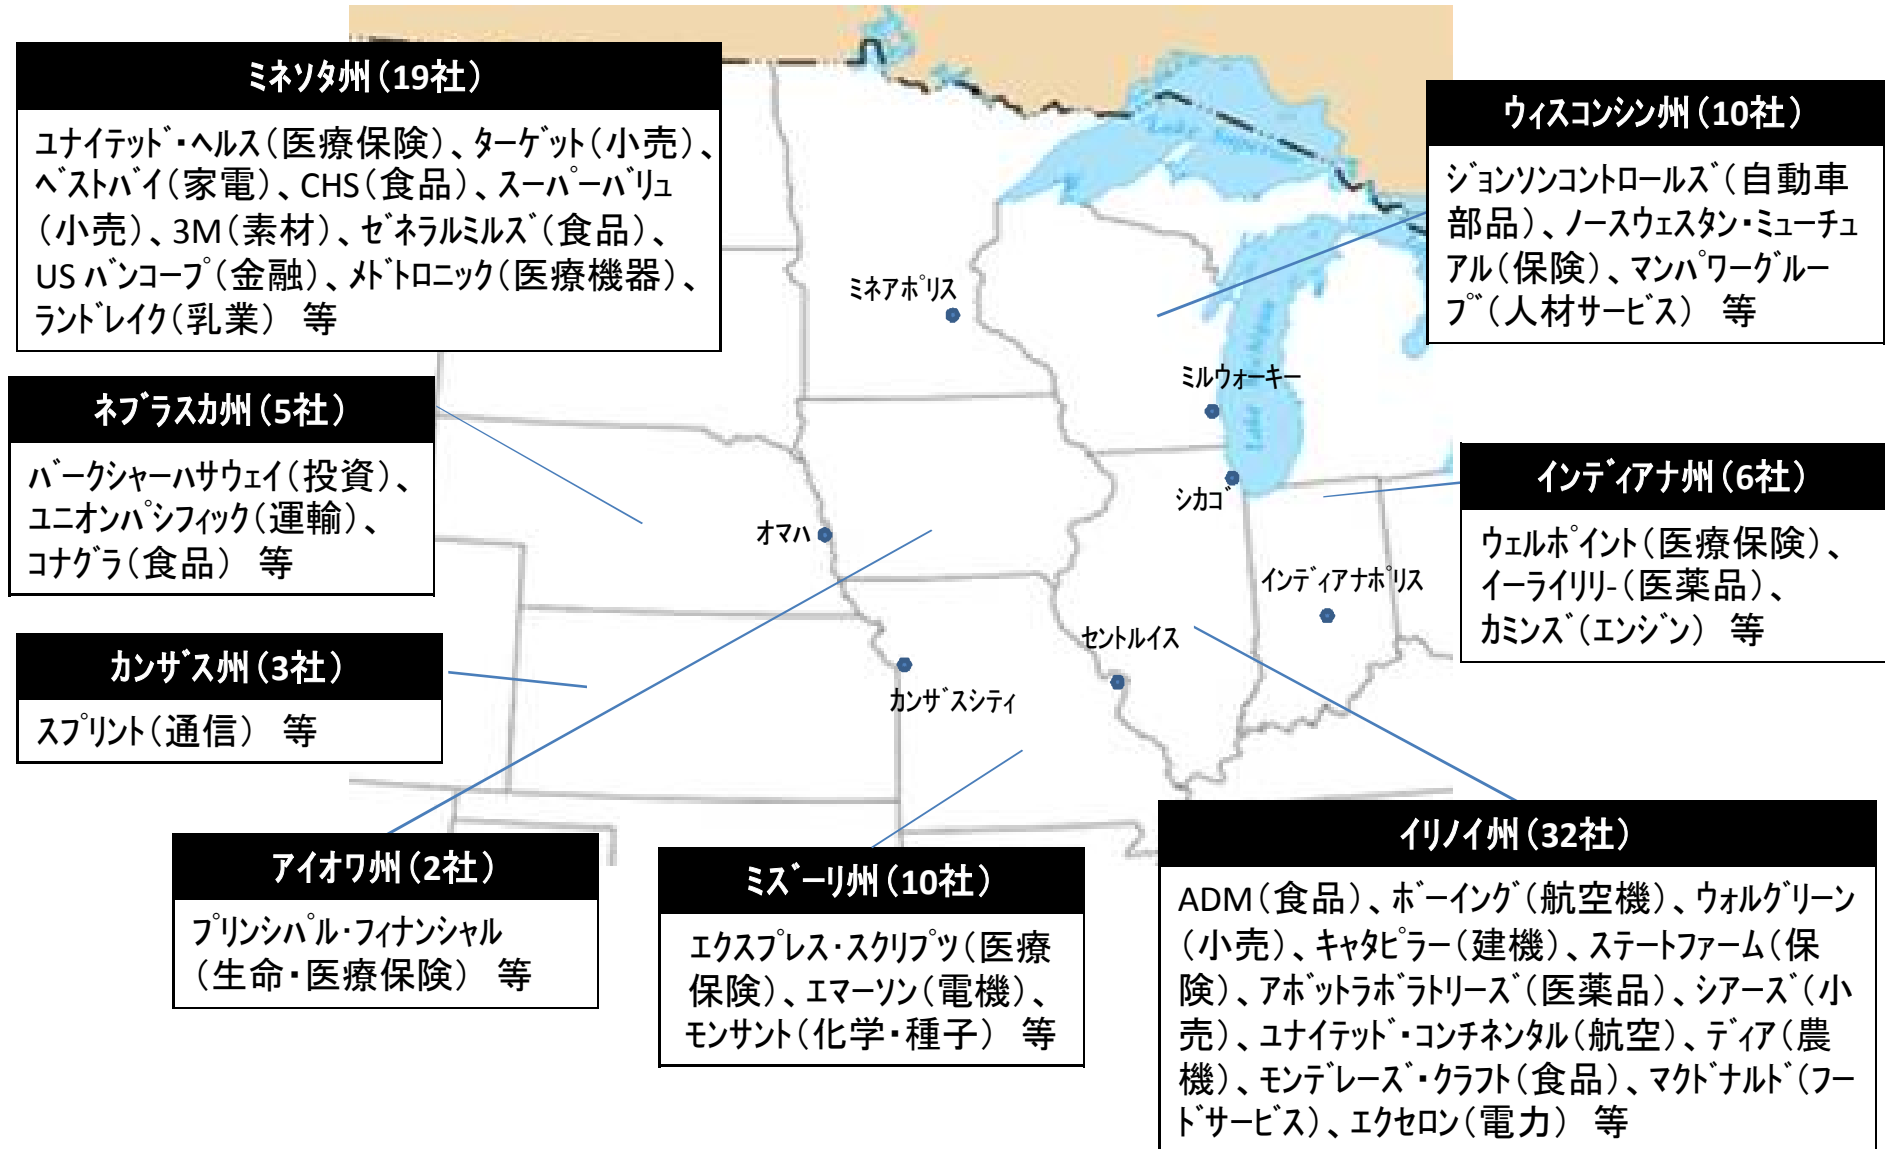 ミネソタ州（19社）
ユナイテッド・ヘルス（医療保険）、ターゲット（小売）、
ベストバイ（家電）、CHS（食品）、スーパーバリュ
（小売）、3M（素材）、ゼネラルミルズ（食品）、
US バンコープ（金融）、メドトロニック（医療機器）、
ランドレイク（乳業） 等
ウィスコンシン州（10社）
ジョンソンコントロールズ（自動車
部品）、ノースウェスタン・ミューチュ
アル（保険）、マンパワーグルー
プ（人材サービス） 等
ネブラスカ州（5社）
バークシャーハサウェイ（投資）、
ユニオンパシフィック（運輸）、
コナグラ（食品） 等
インディアナ州（6社）
ウェルポイント（医療保険）、
イーライリリ-（医薬品）、
カミンズ（エンジン） 等
カンザス州（3社）
スプリント（通信） 等
Lake Superior
ミネアポリス
ミルウォーキー
シカゴ
オマハ
インディアナポリス
セントルイス
カンザスシティ
アイオワ州（2社）
プリンシパル・フィナンシャル
（生命・医療保険） 等
ミズーリ州（10社）
エクスプレス・スクリプツ（医療
保険）、エマーソン（電機）、
モンサント（化学・種子） 等
イリノイ州（32社）
ADM（食品）、ボーイング（航空機）、ウォルグリーン
（小売）、キャタピラー（建機）、ステートファーム（保
険）、アボットラボラトリーズ（医薬品）、シアーズ（小
売）、ユナイテッド・コンチネンタル（航空）、ディア（農
機）、モンデレーズ・クラフト（食品）、マクドナルド（フー
ドサービス）、エクセロン（電力） 等